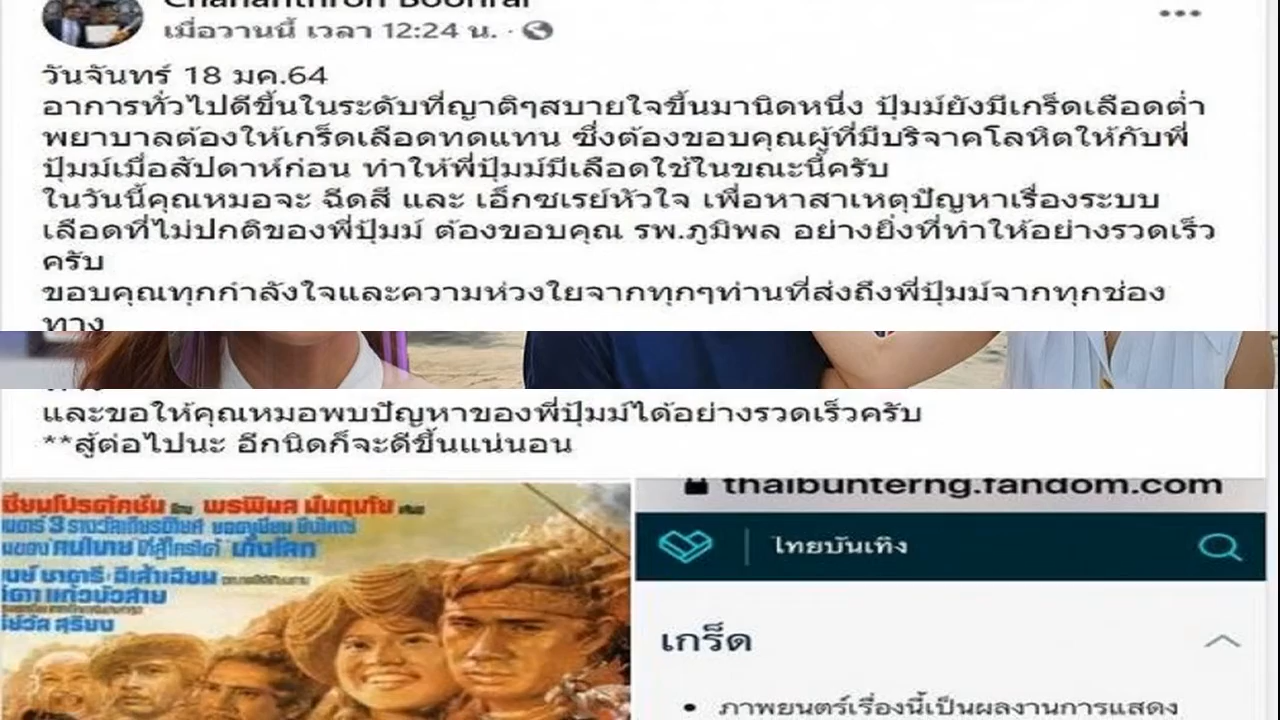 เมื่อวานนี้ เวลา 12:24 น. ·
วันจันทร์ 18 มค.64
อาการทั่วไปดีขึ้นในระดับที่ญาติๆสบายใจขึ้นมานิดหนึ่ง ปุ้มม์ยังมีเกร็ดเลือดต่ำ
พยาบาลต้องให้เกร็ดเลือดทดแทน ซึ่งต้องขอบคุณผู้ที่มีบริจาคโลหิตให้กับพี่
ปุ้มม์เมื่อสัปดาห์ก่อน ทำให้พี่ปุ้มม์มีเลือดใช้ในขณะนี้ครับ
ในวันนี้คุณหมอจะ ฉีดสี และ เอ็กซเรย์หัวใจ เพื่อหาสาเหตุปัญหาเรื่องระบบ
เลือดที่ไม่ปกติของพี่ปุ้มม์ ต้องขอบคุณ รพ.ภูมิพล อย่างยิ่งที่ทำให้อย่างรวดเร็ว
ครับ
ขอบคุณทุกกำลังใจและความห่วงใยจากทุกๆท่านที่ส่งถึงพี่ปุ้มม์จากทุกช่อง
ทาง
และขอให้คุณหมอพบปัญหาของพี่ปุ้มม์ได้อย่างรวดเร็วครับ
**สู้ต่อไปนะ อีกนิดก็จะดีขึ้นแน่นอน
พรพิมล มั่นฤทัย
thaibunterng.fandom.com
ไทยบันเทิง
เกร็ด
• ภาพยนตร์เรื่องนี้เป็นผลงานการแสดง